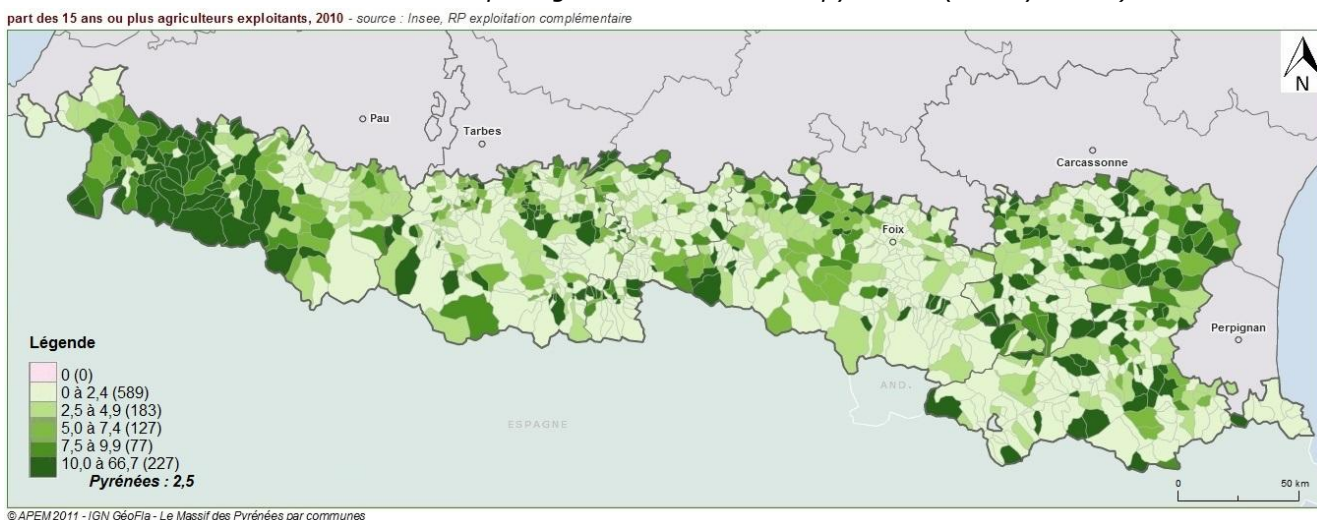 part des 15 ans ou plus agriculteurs exploitants, 2010 - source : Insee, RP exploitation complémentaire
N
Pau
Tarbes
Carcassonne
Foix
Perpignan
AND.
ESPAGNE
Légende
0 (0)
0 à 2,4 (589)
2,5 à 4,9 (183)
5,0 à 7,4 (127)
7,5 à 9,9 (77)
10,0 à 66,7 (227)
Pyrénées : 2,5
0 50 km
© APEM 2011 - IGN GéoFla - Le Massif des Pyrénées par communes